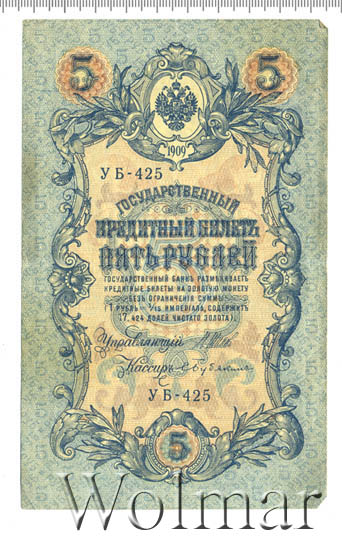 5 5
1909
УБ-425
ГОСУДАРСТВЕННЫЙ
КРЕДИТНЫЙ БИЛЕТЪ
ПЯТЬ РУБЛЕЙ
ГОСУДАРСТВЕННЫЙ БАНКЪ РАЗМѢНИВАЕТЪ
КРЕДИТНЫЕ БИЛЕТЫ НА ЗОЛОТУЮ МОНЕТУ
БЕЗЪ ОГРАНИЧЕНІЯ СУММЫ
(1 РУБЛЬ = 1/15 ИМПЕРІАЛА, СОДЕРЖИТЪ
17,424 ДОЛЕЙ ЧИСТАГО ЗОЛОТА).
Управляющій
Кассиръ
УБ-425
5
Wolmar